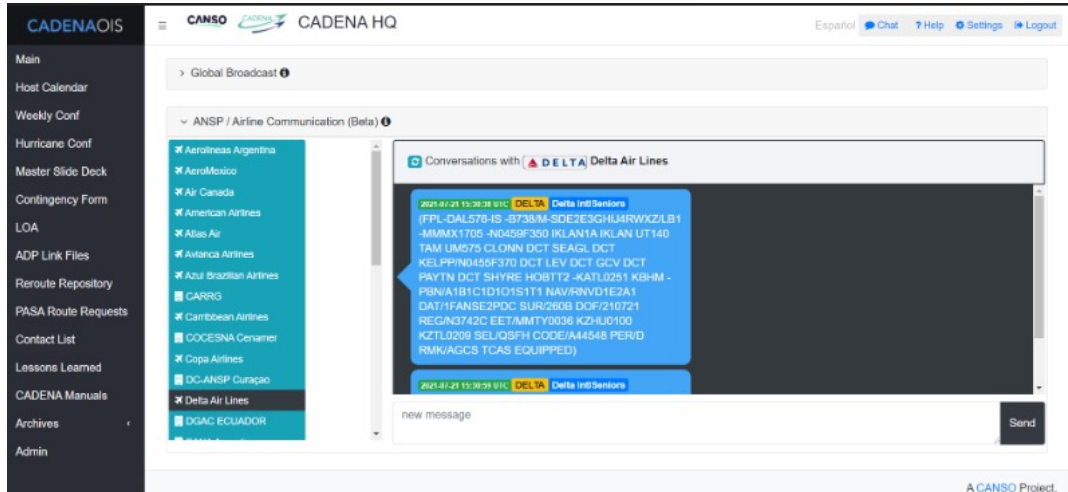 CADENAOIS
CANSO CADENA CADENA HQ
Español Chat ? Help Settings Logout
Main
Host Calendar
Weekly Conf
Hurricane Conf
Master Slide Deck
Contingency Form
LOA
ADP Link Files
Reroute Repository
PASA Route Requests
Contact List
Lessons Learned
CADENA Manuals
Archives ‹
Admin
> Global Broadcast
ANSP / Airline Communication (Beta)
Aerolineas Argentina
AeroMexico
Air Canada
American Airlines
Atlas Air
Avianca Airlines
Azul Brazilian Airlines
CARRG
Carribbean Airlines
COCESNA Cenamer
Copa Airlines
DC-ANSP Curaçao
Delta Air Lines
DGAC ECUADOR
Conversations with DELTA Delta Air Lines
2021-07-21 15:30:38 UTC DELTA Delta Intl Seniors
(FPL-DAL578-IS -B738/M-SDE2E3GHIJ4RWXZ/LB1
-MMMX1705 -N0459F350 IKLAN1A IKLAN UT140
TAM UM575 CLONN DCT SEAGL DCT
KELPP/N0455F370 DCT LEV DCT GCV DCT
PAYTN DCT SHYRE HOBTT2 -KATL0251 KBHM -
PBN/A1B1C1D1O1S1T1 NAV/RNVD1E2A1
DAT/1FANSE2PDC SUR/260B DOF/210721
REG/N3742C EET/MMTY0036 KZHU0100
KZTL0209 SEL/QSFH CODE/A44548 PER/D
RMK/AGCS TCAS EQUIPPED)
2021-07-21 15:30:59 UTC DELTA Delta Intl Seniors
new message
Send
A CANSO Project.